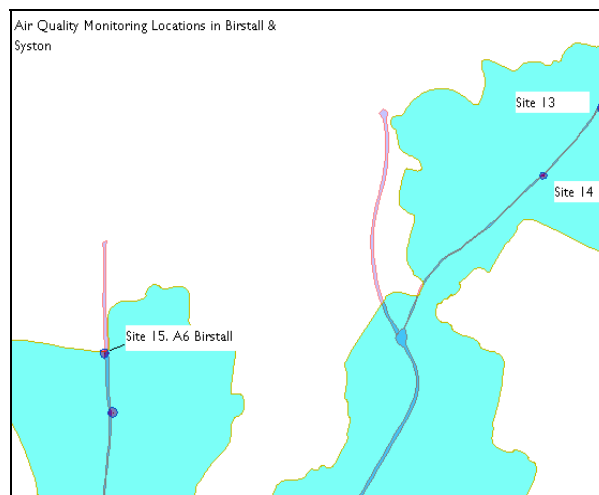 Air Quality Monitoring Locations in Birstall &
Syston
Site 13
Site 14
Site 15. A6 Birstall